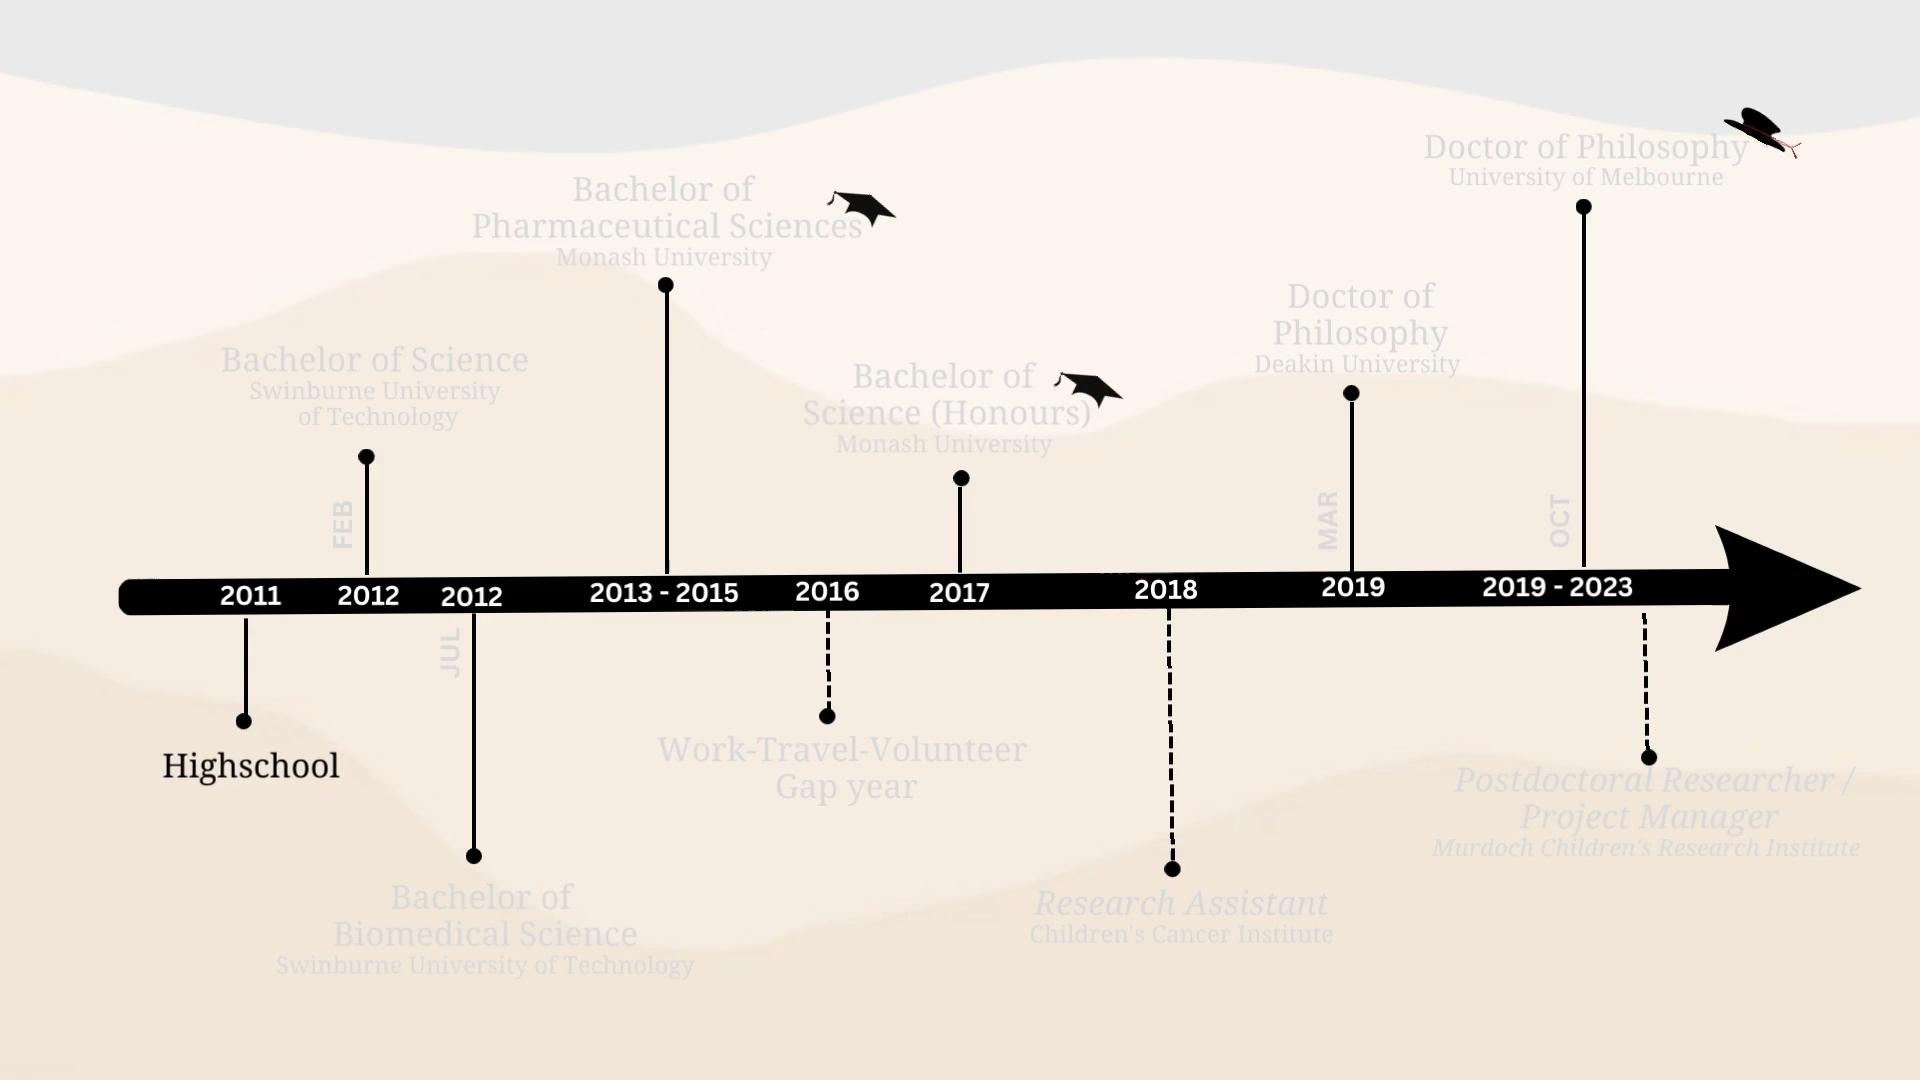 Doctor of Philosophy
University of Melbourne
Bachelor of
Pharmaceutical Sciences
Monash University
Doctor of
Philosophy
Deakin University
Bachelor of Science
Swinburne University
of Technology
Bachelor of
Science (Honours)
Monash University
FEB
MAR
OCT
2011
2012
2012
2013 - 2015
2016
2017
2018
2019
2019 - 2023
JUL
Highschool
Work-Travel-Volunteer
Gap year
Postdoctoral Researcher /
Project Manager
Murdoch Children's Research Institute
Bachelor of
Biomedical Science
Swinburne University of Technology
Research Assistant
Children's Cancer Institute